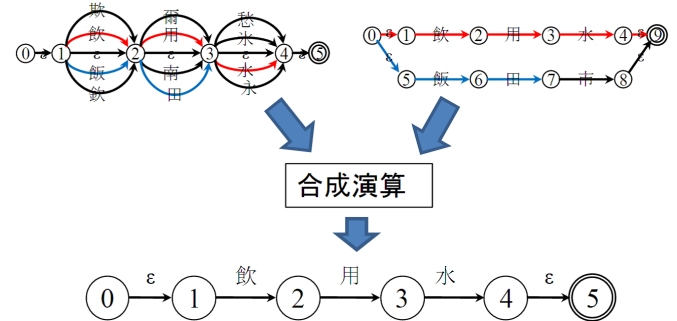 欺 爾 愁
飲 用 氷
0 ε 1 ε 2 ε 3 ε 4 ε 5
飯 南 水
欽 田 永
0 ε 1 飲 2 用 3 水 4 ε 9
ε ε
5 飯 6 田 7 市 8
合成演算
ε 飲 用 水 ε
0 1 2 3 4 5